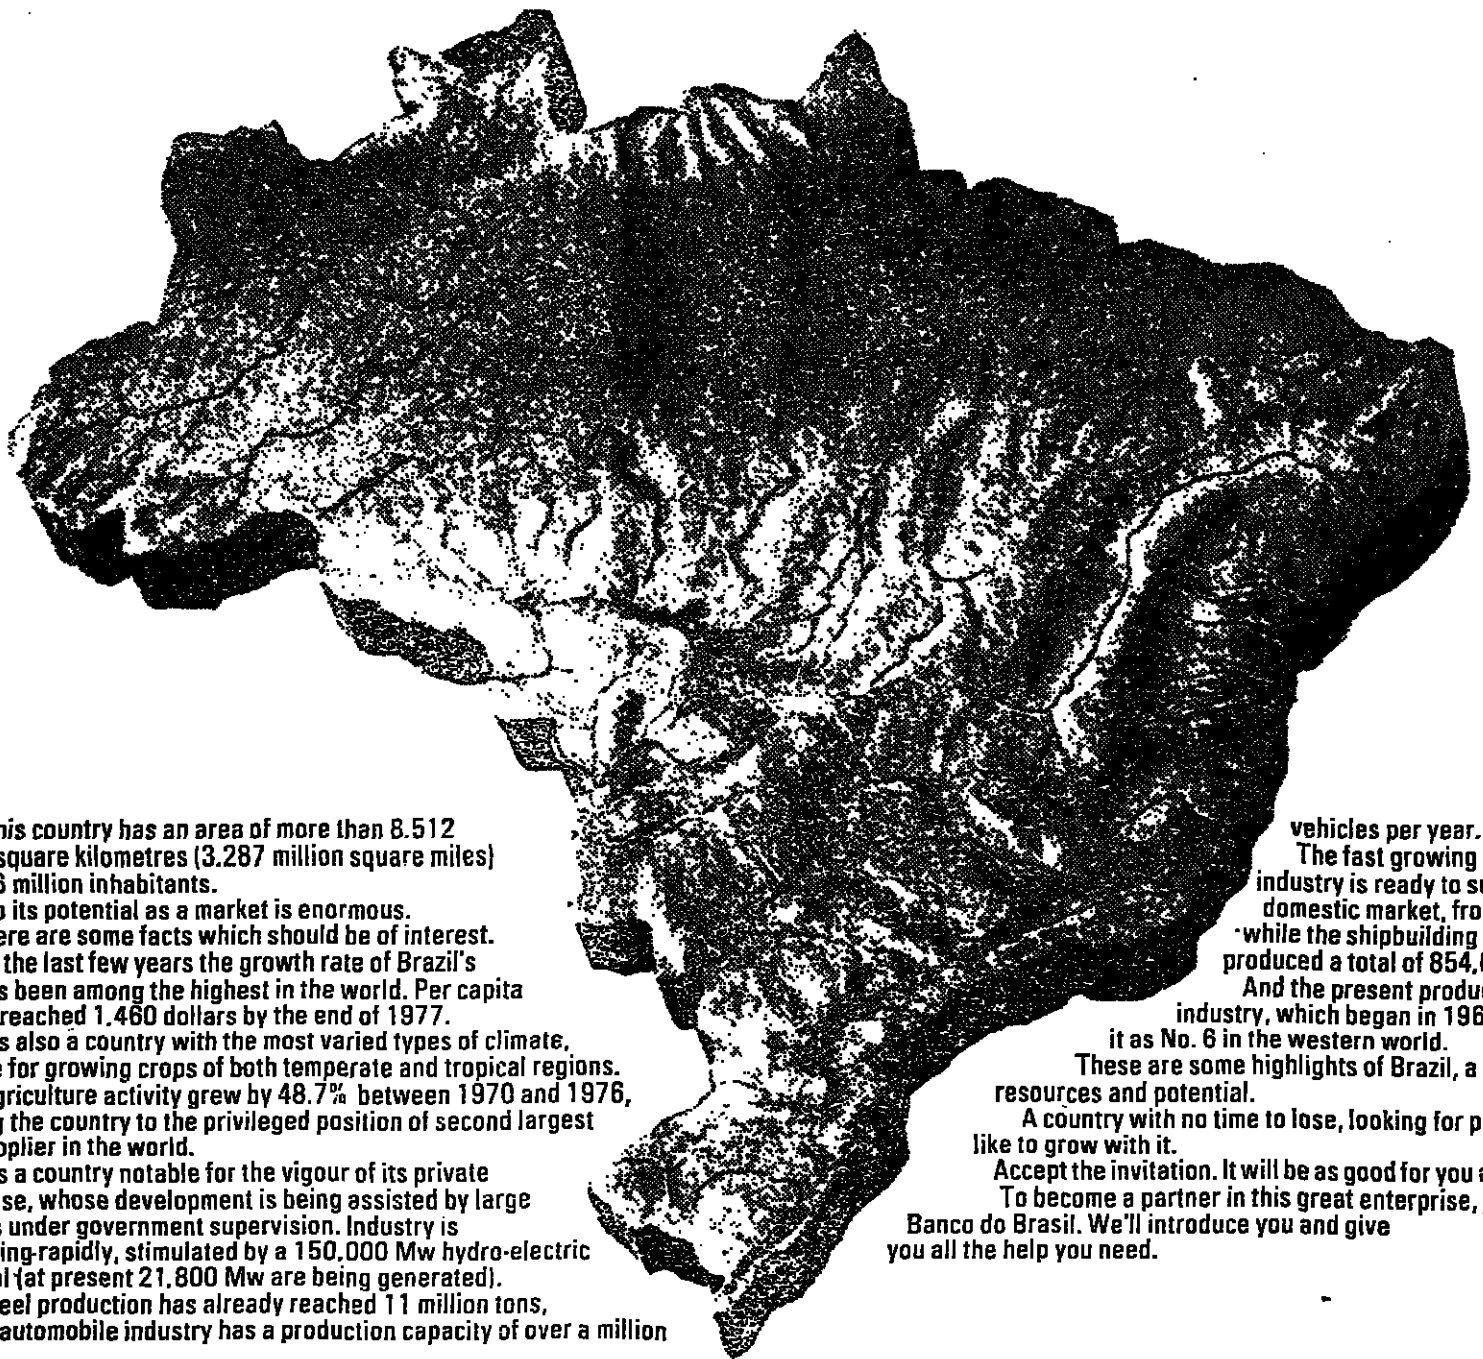 his country has an area of more than 8.512
square kilometres (3.287 million square miles)
6 million inhabitants.
o its potential as a market is enormous.
ere are some facts which should be of interest.
the last few years the growth rate of Brazil's
s been among the highest in the world. Per capita
reached 1.460 dollars by the end of 1977.
s also a country with the most varied types of climate,
e for growing crops of both temperate and tropical regions.
griculture activity grew by 48.7% between 1970 and 1976,
g the country to the privileged position of second largest
pplier in the world.
s a country notable for the vigour of its private
se, whose development is being assisted by large
s under government supervision. Industry is
ing-rapidly, stimulated by a 150.000 Mw hydro-electric
al (at present 21,800 Mw are being generated).
eel production has already reached 11 million tons,
automobile industry has a production capacity of over a million
vehicles per year.
The fast growing
industry is ready to su
domestic market, fro
while the shipbuilding
produced a total of 854,
And the present produ
industry, which began in 196
it as No. 6 in the western world.
These are some highlights of Brazil, a
resources and potential.
A country with no time to lose, looking for p
like to grow with it.
Accept the invitation. It will be as good for you a
To become a partner in this great enterprise,
Banco do Brasil. We'll introduce you and give
you all the help you need.